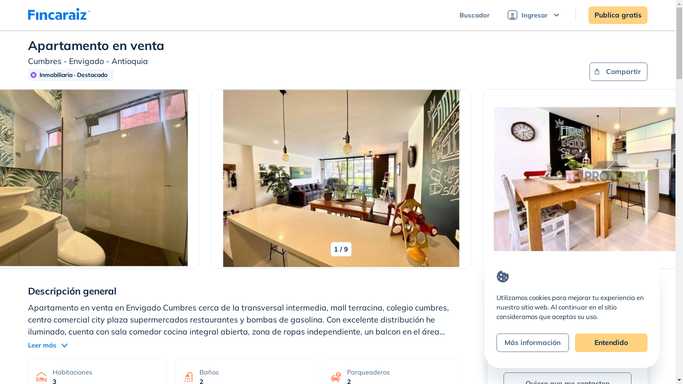 Fincaraiz
Buscador
Ingresar
Publica gratis
Apartamento en venta
Cumbres - Envigado - Antioquia
Inmobiliaria · Destacado
Compartir
1 / 9
Descripción general
Apartamento en venta en Envigado Cumbres cerca de la transversal intermedia, mall terracina, colegio cumbres,
centro comercial city plaza supermercados restaurantes y bombas de gasolina. Con excelente distribución he
iluminado, cuenta con sala comedor cocina integral abierta, zona de ropas independiente, un balcon en el área...
Leer más
Habitaciones
3
Baños
2
Parqueaderos
2
Utilizamos cookies para mejorar tu experiencia en
nuestro sitio web. Al continuar en el sitio
consideramos que aceptas su uso.
Más información
Entendido
Quiero que me contacten